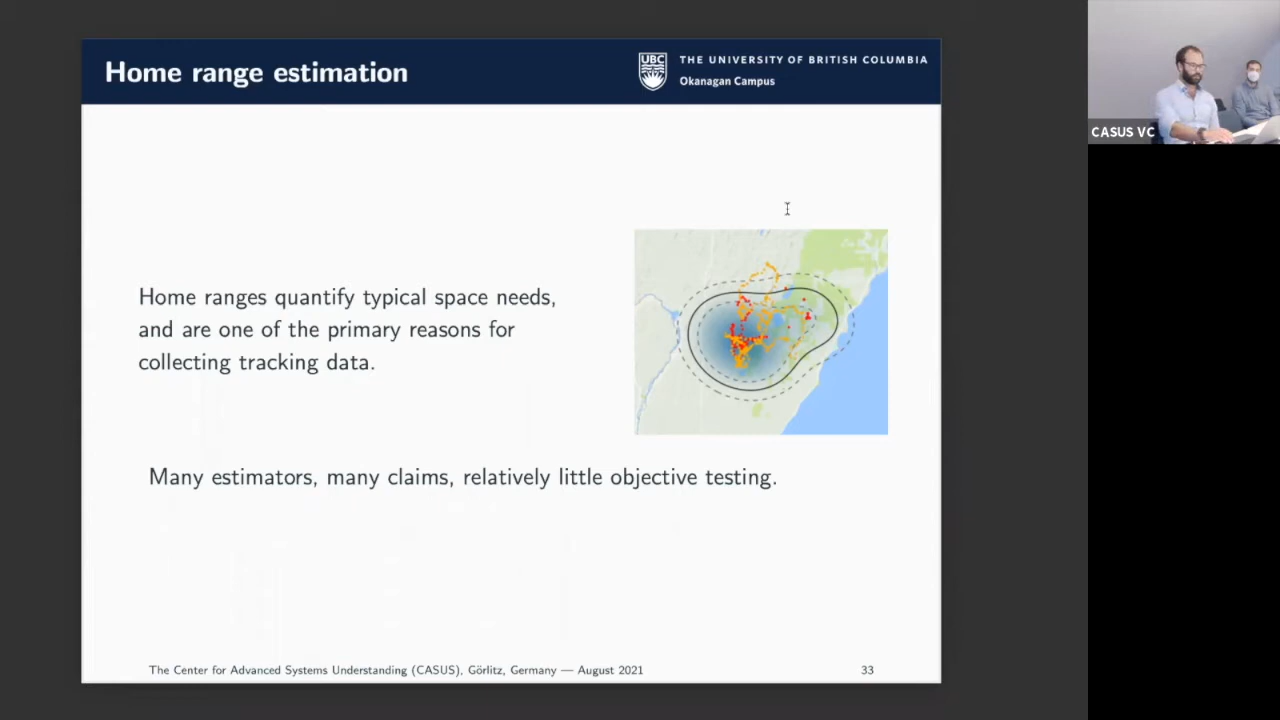 Home range estimation
UBC
THE UNIVERSITY OF BRITISH COLUMBIA
Okanagan Campus
CASUS VC
Home ranges quantify typical space needs,
and are one of the primary reasons for
collecting tracking data.
Many estimators, many claims, relatively little objective testing.
The Center for Advanced Systems Understanding (CASUS), Görlitz, Germany — August 2021
33